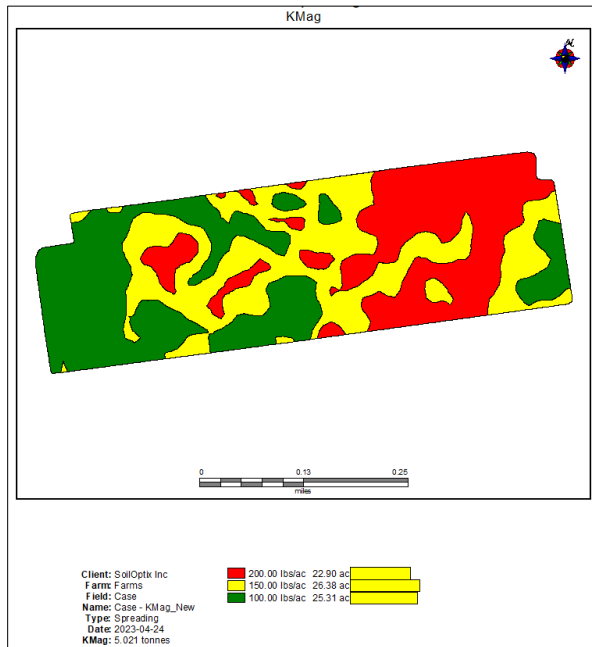 KMag
N
0 0.13 0.25
miles
Client: SoilOptix Inc
Farm: Farms
Field: Case
Name: Case - KMag_New
Type: Spreading
Date: 2023-04-24
KMag: 5.021 tonnes
200.00 lbs/ac 22.90 ac
150.00 lbs/ac 26.38 ac
100.00 lbs/ac 25.31 ac